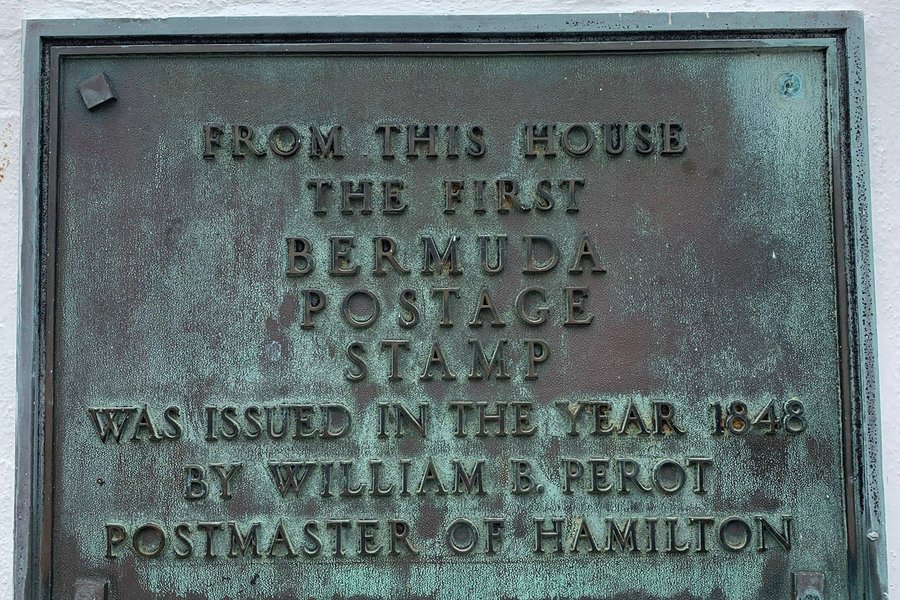 FROM THIS HOUSE
THE FIRST
BERMUDA
POSTAGE
STAMP
WAS ISSUED IN THE YEAR 1848
BY WILLIAM B. PEROT
POSTMASTER OF HAMILTON